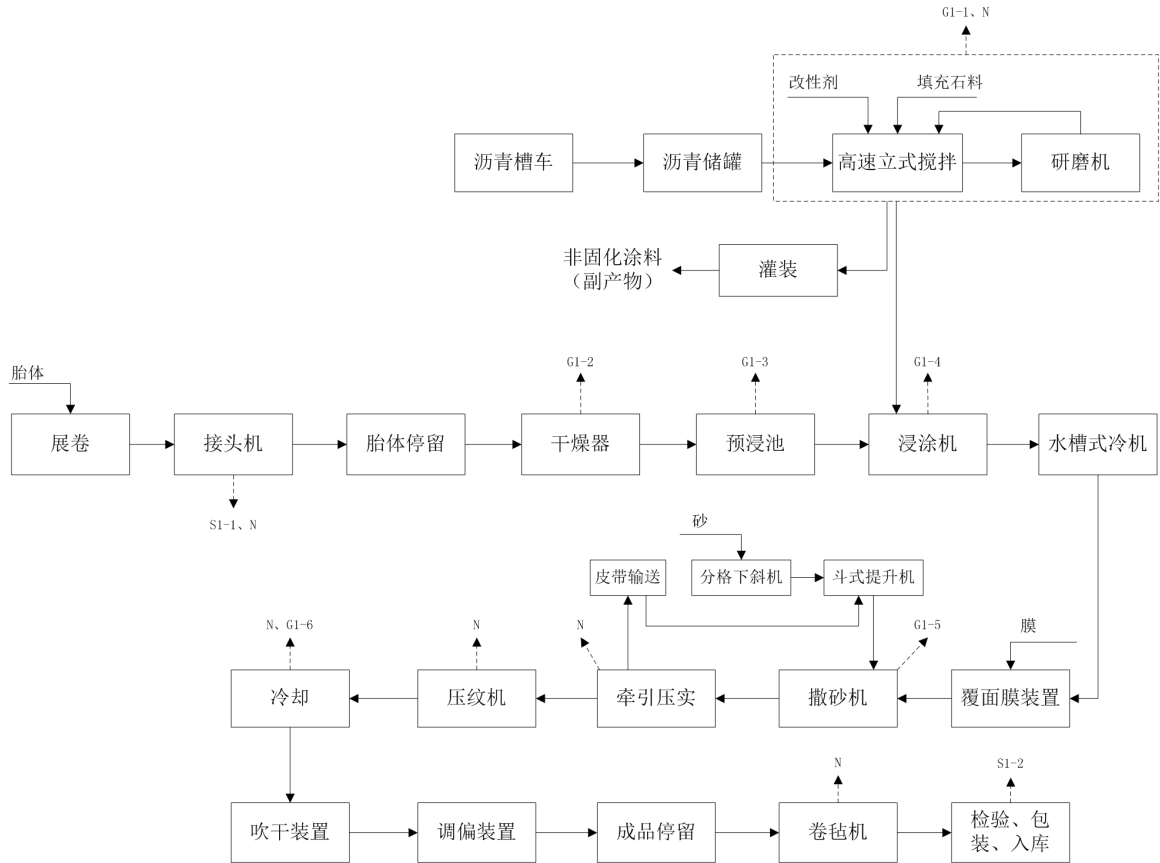 G1-1、N
改性剂
填充石料
沥青槽车
沥青储罐
高速立式搅拌
研磨机
非固化涂料
（副产物）
灌装
胎体
G1-2
G1-3
G1-4
展卷
接头机
胎体停留
干燥器
预浸池
浸涂机
水槽式冷机
S1-1、N
砂
皮带输送
分格下斜机
斗式提升机
N、G1-6
N
N
G1-5
膜
冷却
压纹机
牵引压实
撒砂机
覆面膜装置
N
S1-2
吹干装置
调偏装置
成品停留
卷毡机
检验、包
装、入库